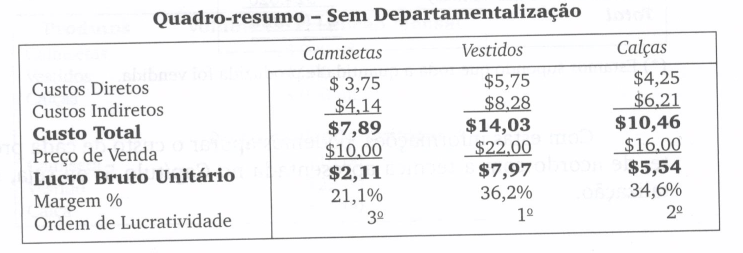 Quadro-resumo – Sem Departamentalização
Camisetas Vestidos Calças
Custos Diretos $ 3,75 $5,75 $4,25
Custos Indiretos $4,14 $8,28 $6,21
Custo Total $7,89 $14,03 $10,46
Preço de Venda $10,00 $22,00 $16,00
Lucro Bruto Unitário $2,11 $7,97 $5,54
Margem % 21,1% 36,2% 34,6%
Ordem de Lucratividade 3º 1º 2º